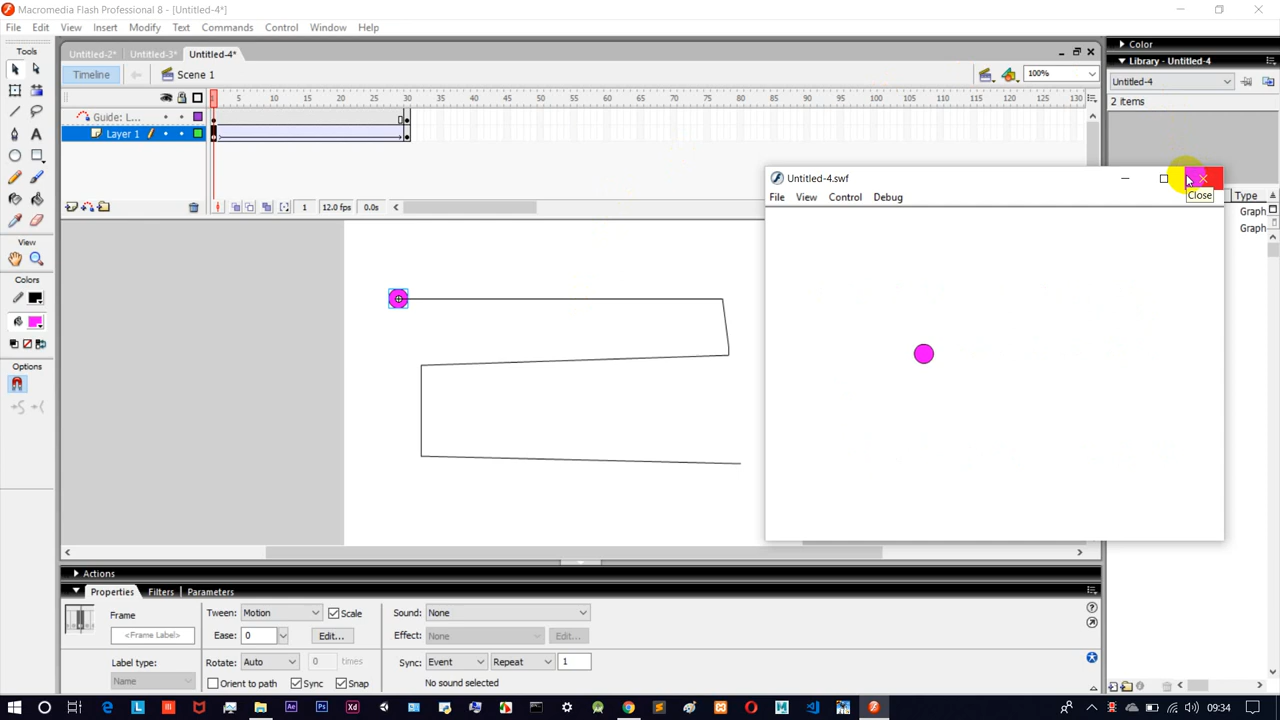 Macromedia Flash Professional 8 - [Untitled-4*]
File Edit View Insert Modify Text Commands Control Window Help
Tools
View
Colors
Options
Untitled-2* Untitled-3* Untitled-4*
Timeline Scene 1 100%
5 10 15 20 25 30 35 40 45 50 55 60 65 70 75 80 85 90 95 100 105 110 115 120 125 130
Guide: L...
Layer 1
1 12.0 fps 0.0s
Color
Library - Untitled-4
Untitled-4
2 items
Type
Graph
Graph
Untitled-4.swf
Close
File View Control Debug
Actions
Properties Filters Parameters
Frame
<Frame Label>
Label type:
Name
Tween: Motion Scale
Ease: 0 Edit...
Rotate: Auto 0 times
Orient to path Sync Snap
Sound: None
Effect: None Edit...
Sync: Event Repeat 1
No sound selected
09:34